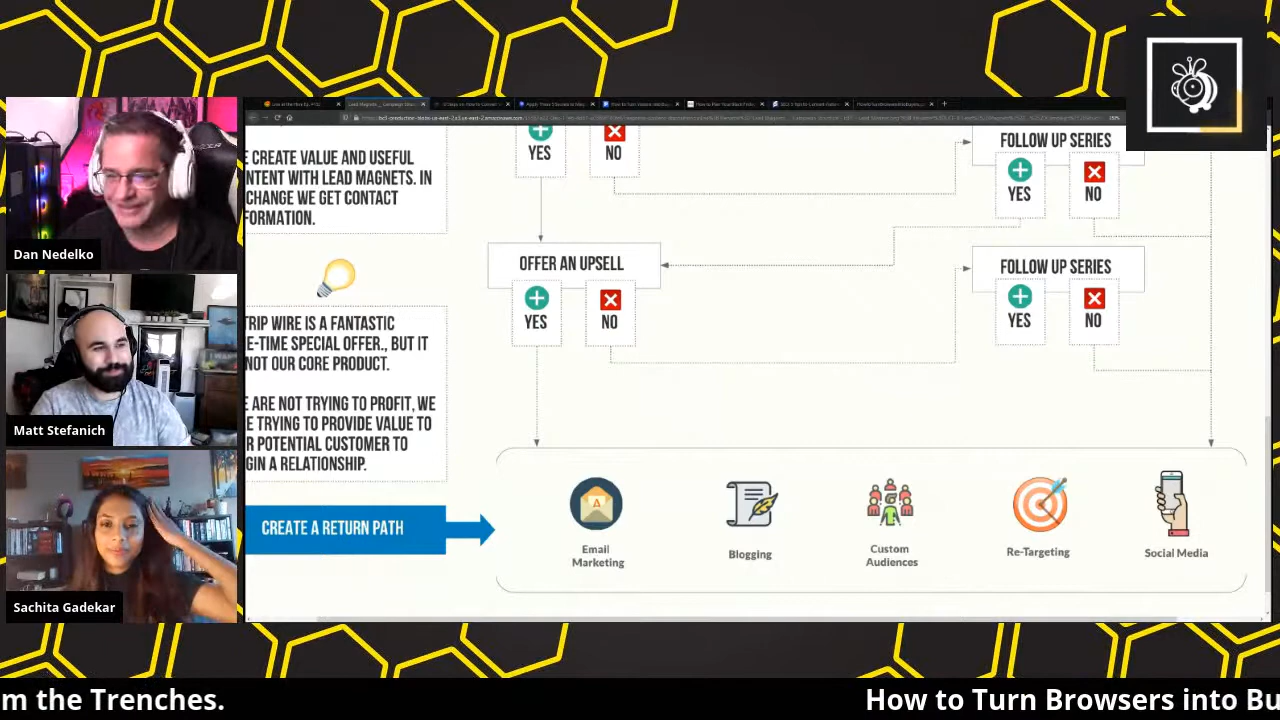 E CREATE VALUE AND USEFUL
NTENT WITH LEAD MAGNETS. IN
CHANGE WE GET CONTACT
FORMATION.
YES
NO
FOLLOW UP SERIES
YES
NO
OFFER AN UPSELL
YES
NO
FOLLOW UP SERIES
YES
NO
TRIP WIRE IS A FANTASTIC
E-TIME SPECIAL OFFER., BUT IT
NOT OUR CORE PRODUCT.
E ARE NOT TRYING TO PROFIT, WE
E TRYING TO PROVIDE VALUE TO
R POTENTIAL CUSTOMER TO
GIN A RELATIONSHIP.
CREATE A RETURN PATH
Email
Marketing
Blogging
Custom
Audiences
Re-Targeting
Social Media
Dan Nedelko
Matt Stefanich
Sachita Gadekar
m the Trenches.
How to Turn Browsers into Bu